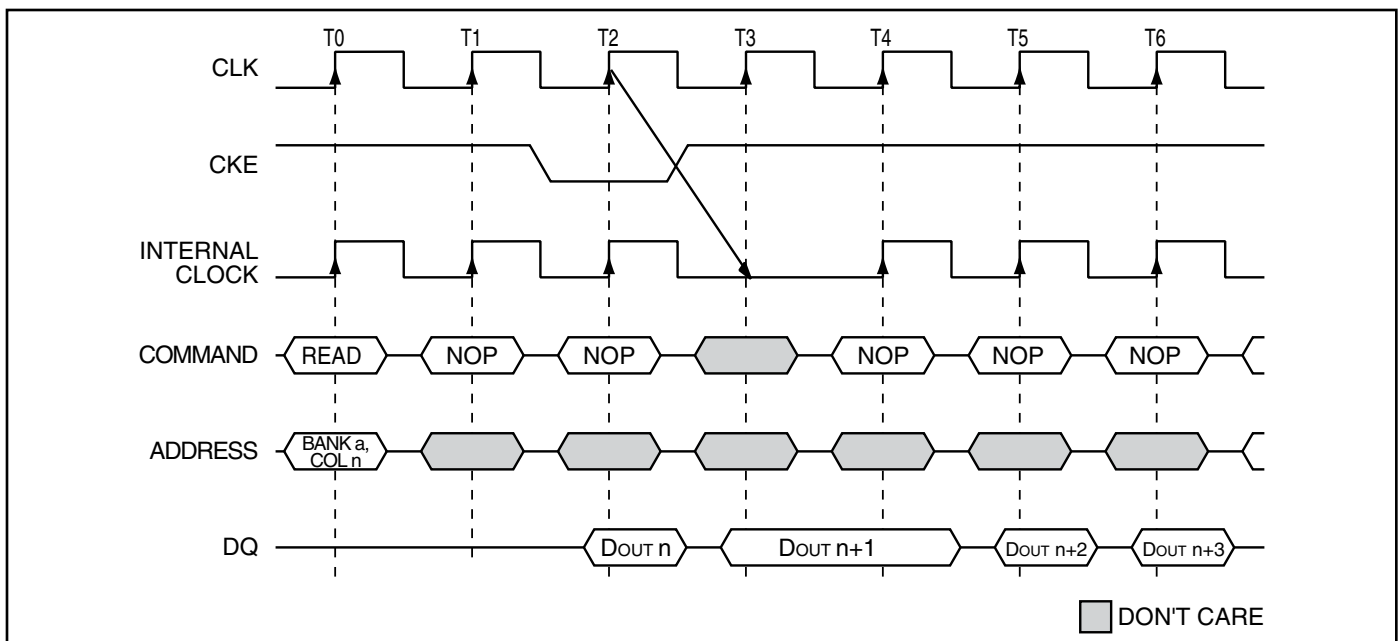 T0 T1 T2 T3 T4 T5 T6
CLK
CKE
INTERNAL
CLOCK
COMMAND READ NOP NOP NOP NOP NOP
ADDRESS BANK a,
COL n
DQ DOUT n DOUT n+1 DOUT n+2 DOUT n+3
DON'T CARE